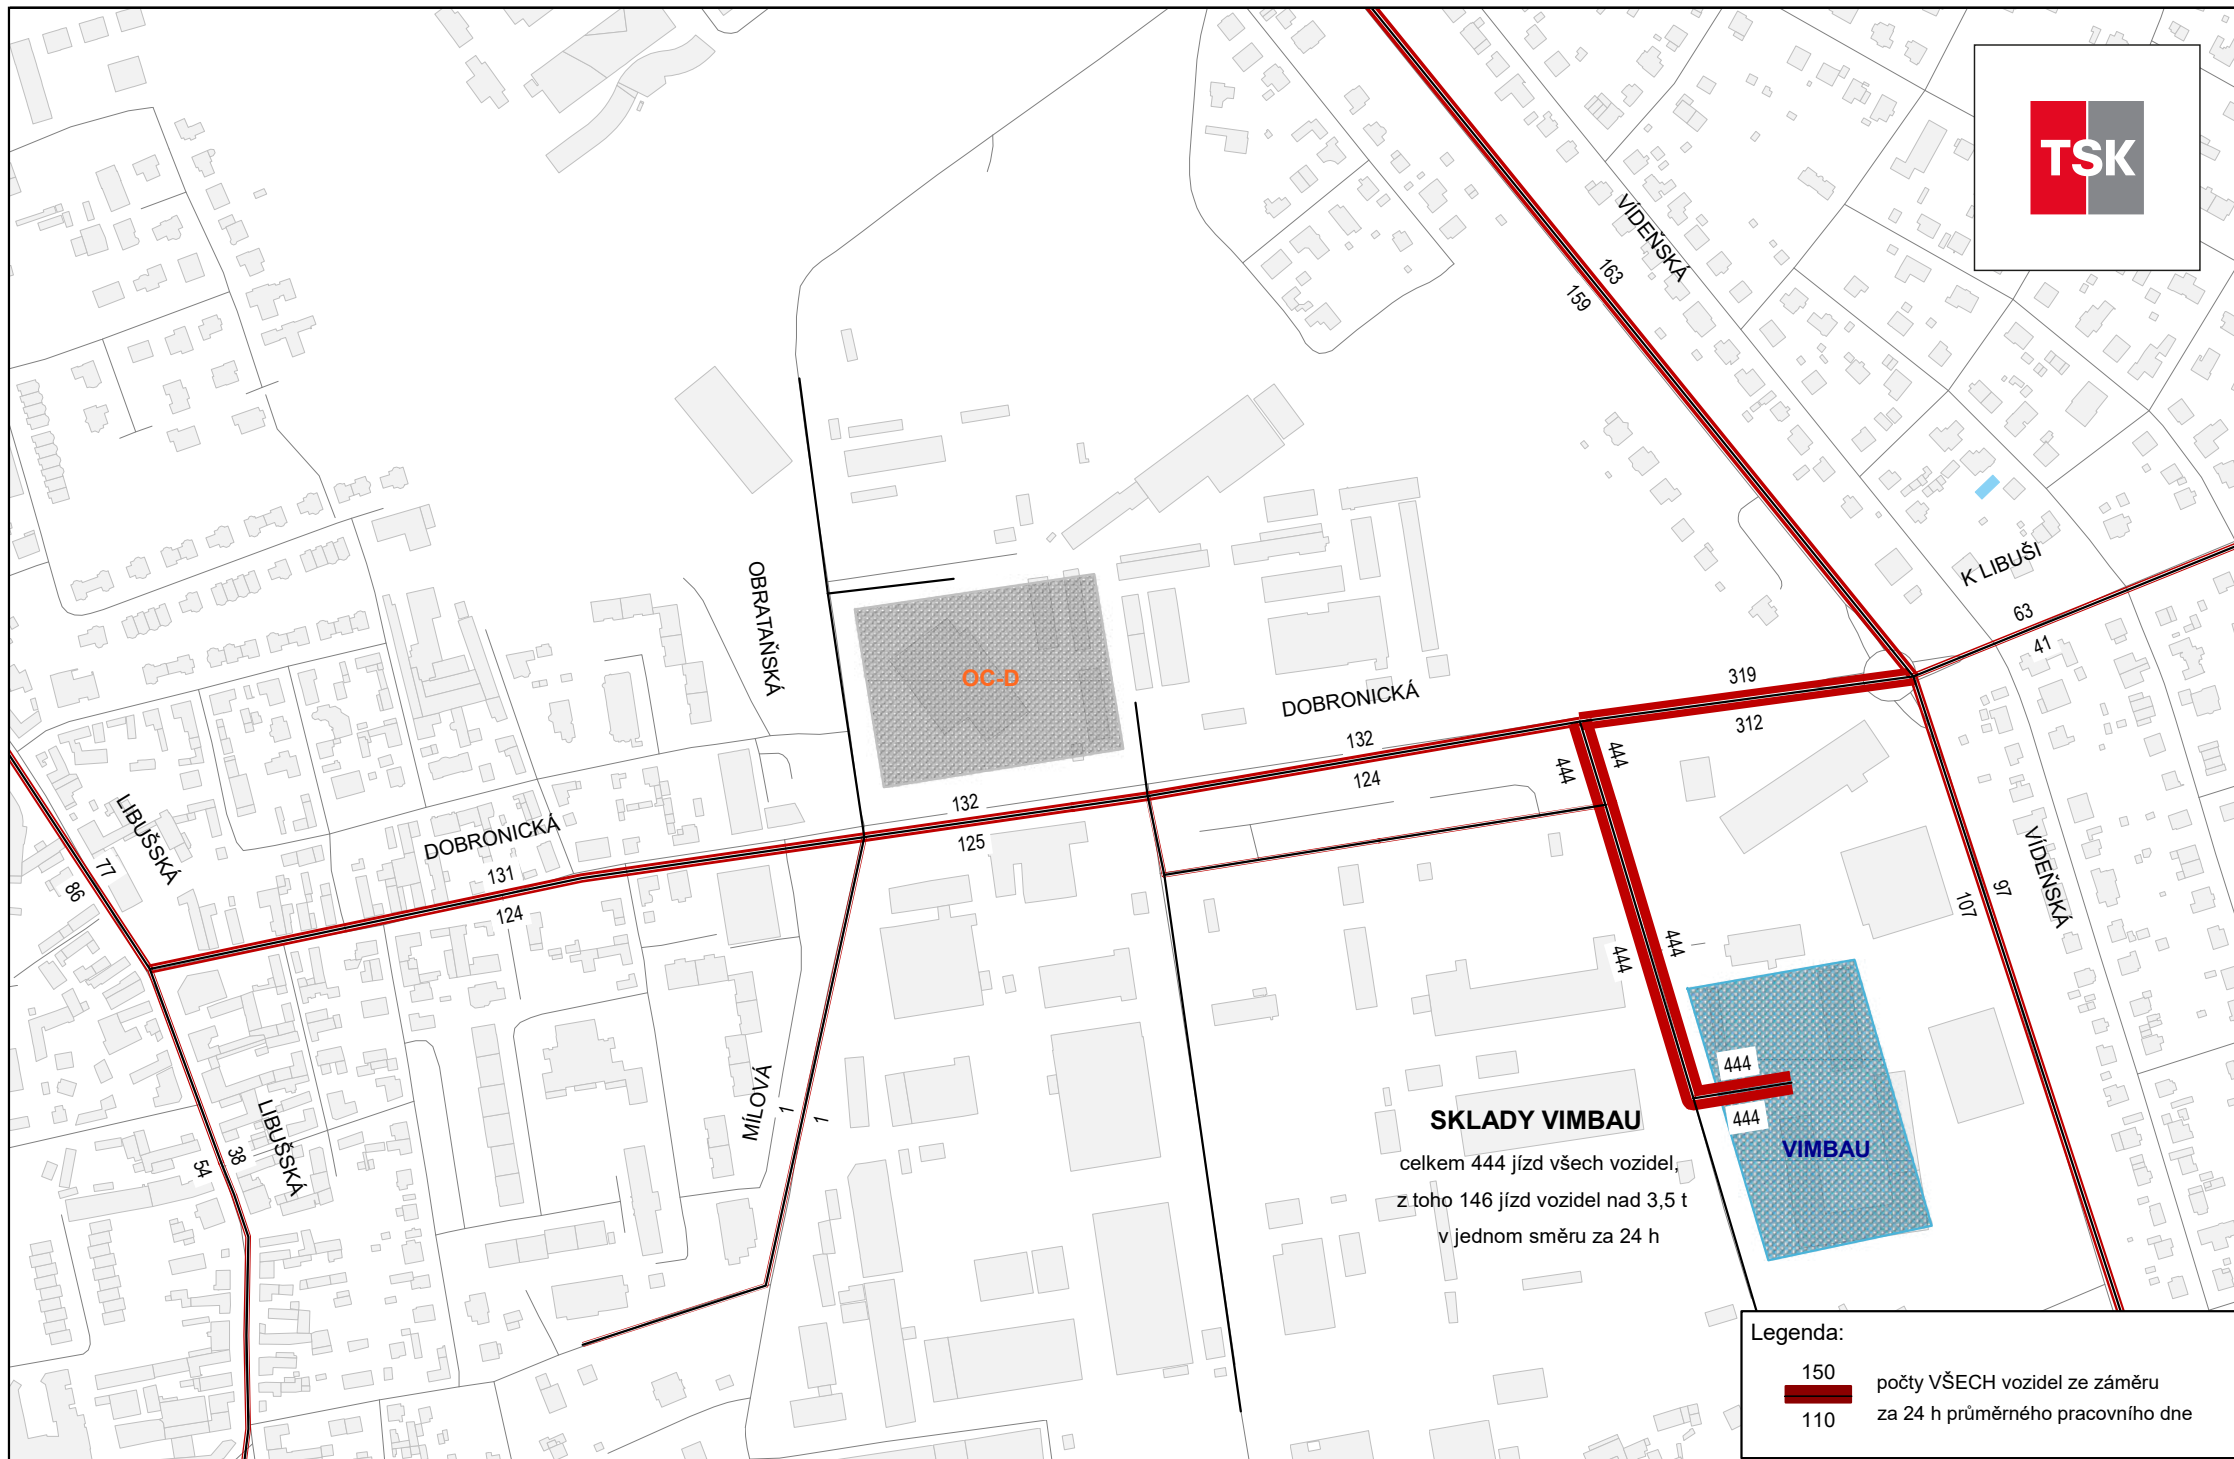 TSK
VÍDEŇSKÁ
163
159
K LIBUŠI
63
41
OBRATAŇSKÁ
OC-D
DOBRONICKÁ
319
312
132
124
444
444
132
125
LIBUŠSKÁ
77
86
DOBRONICKÁ
131
124
VÍDEŇSKÁ
97
107
444
444
444
444
MÍLOVÁ
1
1
LIBUŠSKÁ
38
54
VIMBAU
SKLADY VIMBAU
celkem 444 jízd všech vozidel,
z toho 146 jízd vozidel nad 3,5 t
v jednom směru za 24 h
Legenda:
150
110
počty VŠECH vozidel ze záměru
za 24 h průměrného pracovního dne